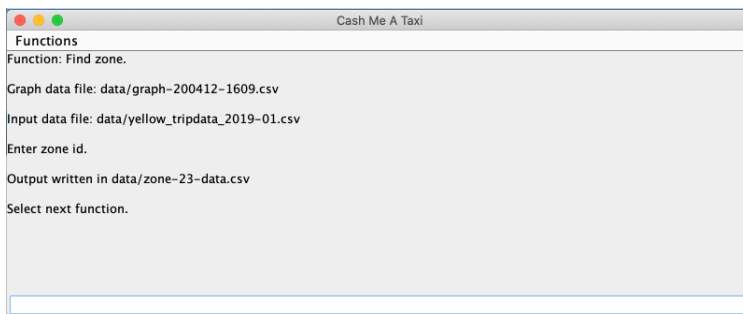 Cash Me A Taxi
Functions
Function: Find zone.
Graph data file: data/graph-200412-1609.csv
Input data file: data/yellow_tripdata_2019-01.csv
Enter zone id.
Output written in data/zone-23-data.csv
Select next function.